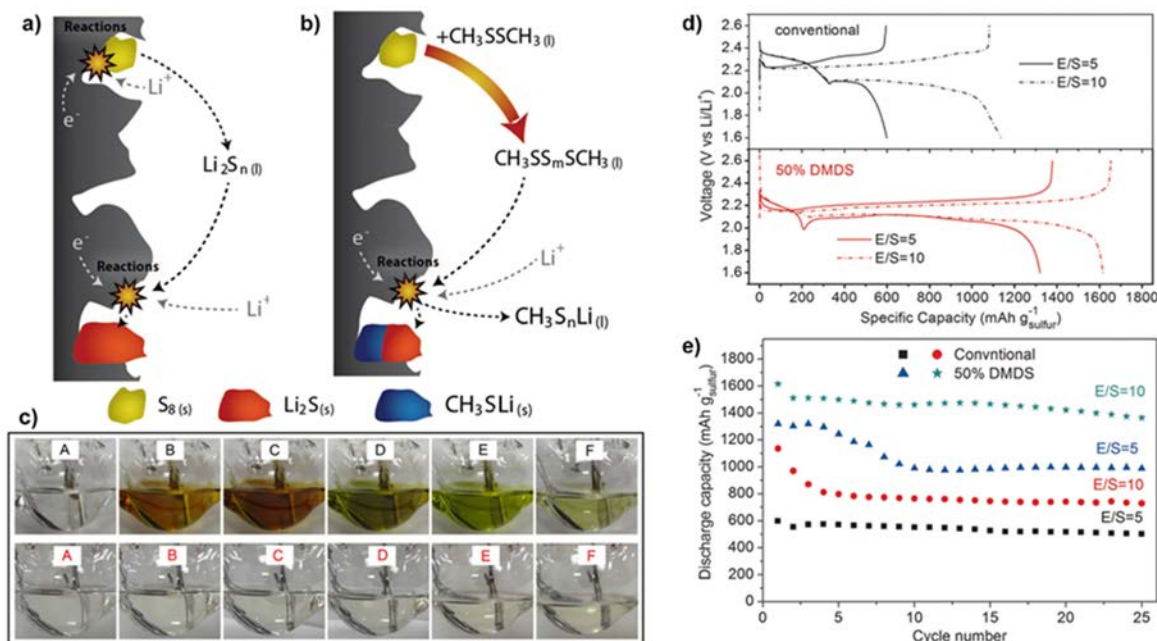 a)
Reactions
Li+
e-
Li2Sn(l)
e-
Reactions
Li+
b)
+CH3SSCH3(l)
CH3SSmSCH3(l)
e-
Li+
Reactions
CH3SnLi(l)
CH3SLi(s)
S8(s)
Li2S(s)
c)
A B C D E F
A B C D E F
d)
conventional
E/S=5
E/S=10
2.6
2.4
2.2
2.0
1.8
1.6
50% DMDS
E/S=5
E/S=10
2.6
2.4
2.2
2.0
1.8
1.6
Voltage (V vs Li/Li+)
0 200 400 600 800 1000 1200 1400 1600 1800
Specific Capacity (mAh g-1sulfur)
e)
Convntional
50% DMDS
E/S=10
E/S=5
E/S=10
E/S=5
1800
1600
1400
1200
1000
800
600
400
200
0
Discharge capacity (mAh g-1sulfur)
0 5 10 15 20 25
Cycle number